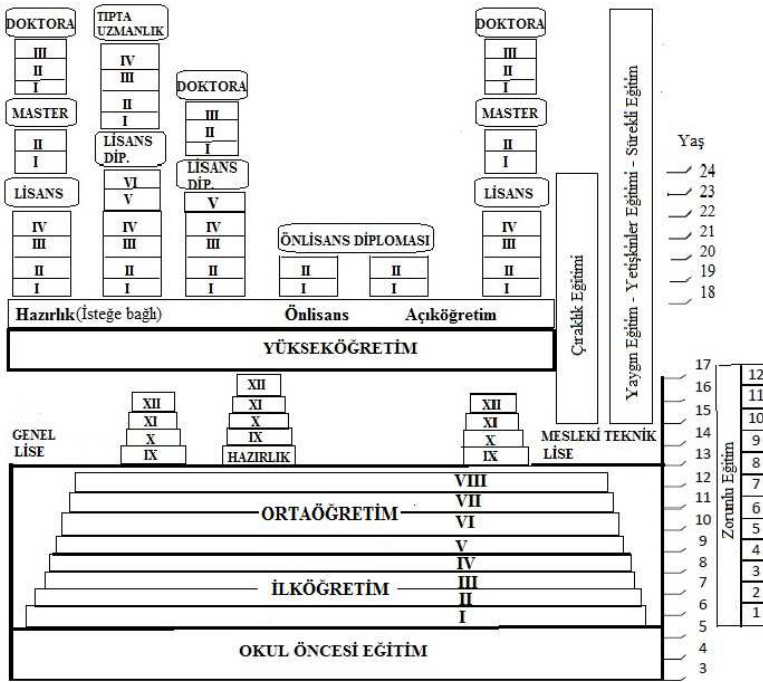 DOKTORA
III
II
I
MASTER
II
I
LİSANS
IV
III
II
I
TIPTA
UZMANLIK
IV
III
II
I
LİSANS
DİP.
VI
V
IV
III
II
I
DOKTORA
III
II
I
LİSANS
DİP.
V
IV
III
II
I
ÖNLİSANS DİPLOMASI
II
I
II
I
DOKTORA
III
II
I
MASTER
II
I
LİSANS
IV
III
II
I
Hazırlık(İsteğe bağlı)
Önlisans
Açıköğretim
YÜKSEKÖĞRETİM
Çıraklık Eğitimi
Yaygın Eğitim - Yetişkinler Eğitimi - Sürekli Eğitim
Yaş
24
23
22
21
20
19
18
17
16
15
14
13
12
11
10
9
8
7
6
5
4
3
Zorunlu Eğitim
12
11
10
9
8
7
6
5
4
3
2
1
GENEL
LİSE
XII
XI
X
IX
XII
XI
X
IX
HAZIRLIK
XII
XI
X
IX
MESLEKİ TEKNİK
LİSE
VIII
VII
ORTAÖĞRETİM
VI
V
IV
İLKÖĞRETİM
III
II
I
OKUL ÖNCESİ EĞİTİM